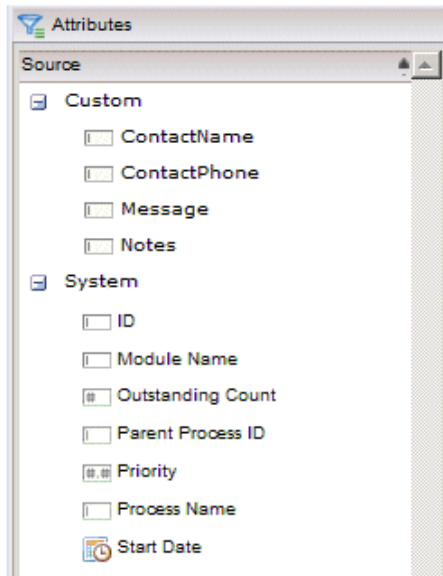 Attributes
Source
Custom
ContactName
ContactPhone
Message
Notes
System
ID
Module Name
# Outstanding Count
Parent Process ID
#.# Priority
Process Name
Start Date